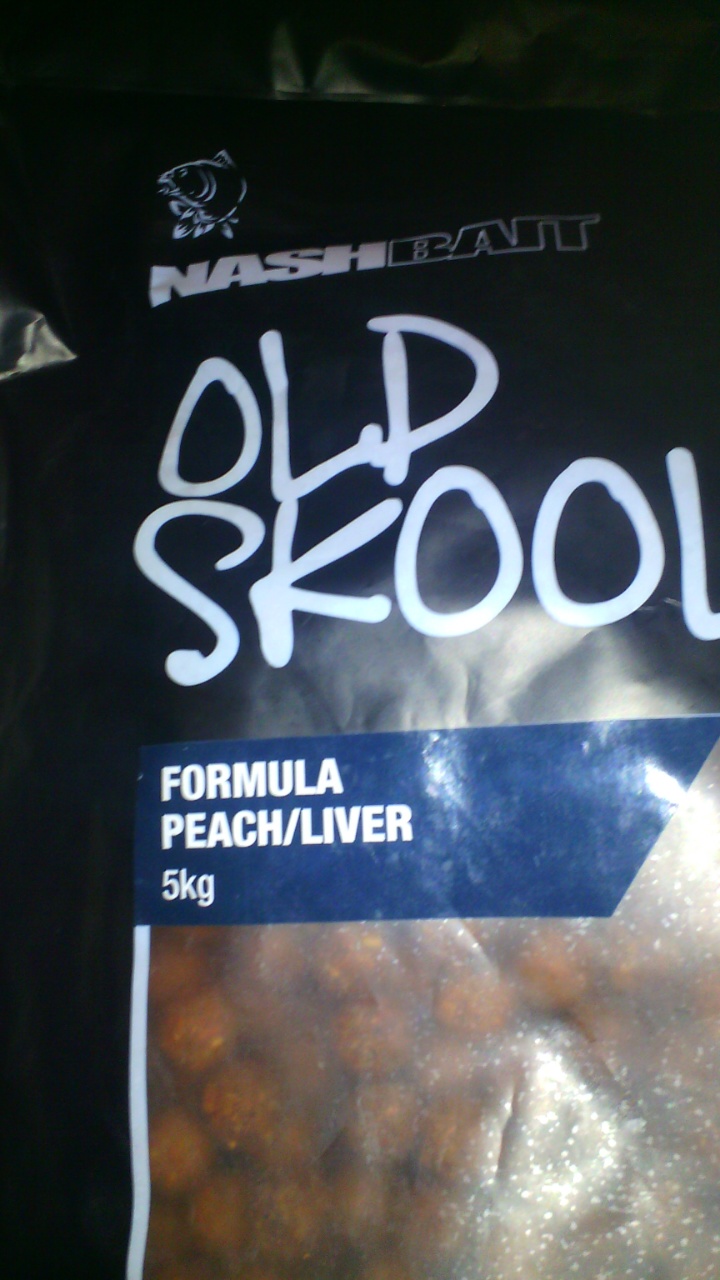 NASHBAIT
OLD
SKOOL
FORMULA
PEACH/LIVER
5kg